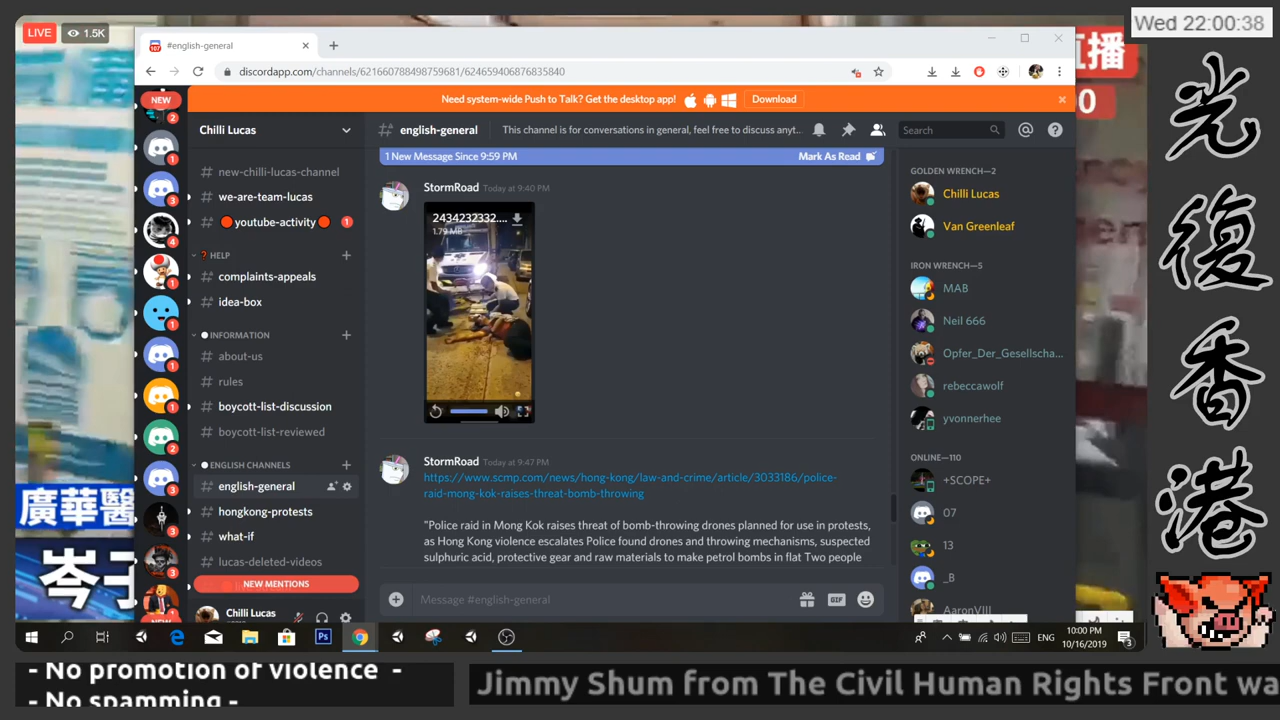 LIVE
1.5K
Wed 22:00:38
#english-general
discordapp.com/channels/621660788498759681/624659406876835840
直播
Need system-wide Push to Talk? Get the desktop app!
Download
NEW
Chilli Lucas
# english-general
This channel is for conversations in general, feel free to discuss anyt...
Search
1 New Message Since 9:59 PM
Mark As Read
# new-chilli-lucas-channel
# we-are-team-lucas
# youtube-activity
1
HELP
# complaints-appeals
# idea-box
INFORMATION
# about-us
# rules
# boycott-list-discussion
# boycott-list-reviewed
ENGLISH CHANNELS
# english-general
# hongkong-protests
# what-if
# lucas-deleted-videos
NEW MENTIONS
Chilli Lucas
StormRoad Today at 9:40 PM
2434232332....
1.79 MB
StormRoad Today at 9:47 PM
https://www.scmp.com/news/hong-kong/law-and-crime/article/3033186/police-
raid-mong-kok-raises-threat-bomb-throwing
"Police raid in Mong Kok raises threat of bomb-throwing drones planned for use in protests,
as Hong Kong violence escalates Police found drones and throwing mechanisms, suspected
sulphuric acid, protective gear and raw materials to make petrol bombs in flat Two people
Message #english-general
GIF
GOLDEN WRENCH—2
Chilli Lucas
Van Greenleaf
IRON WRENCH—5
MAB
Neil 666
Opfer_Der_Gesellscha...
rebeccawolf
yvonnerhee
ONLINE—110
+SCOPE+
07
13
_B
AaronVIII
廣華醫
岑子
光復香港
ENG
10:00 PM
10/16/2019
3
- No promotion of violence -
- No spamming -
Jimmy Shum from The Civil Human Rights Front wa